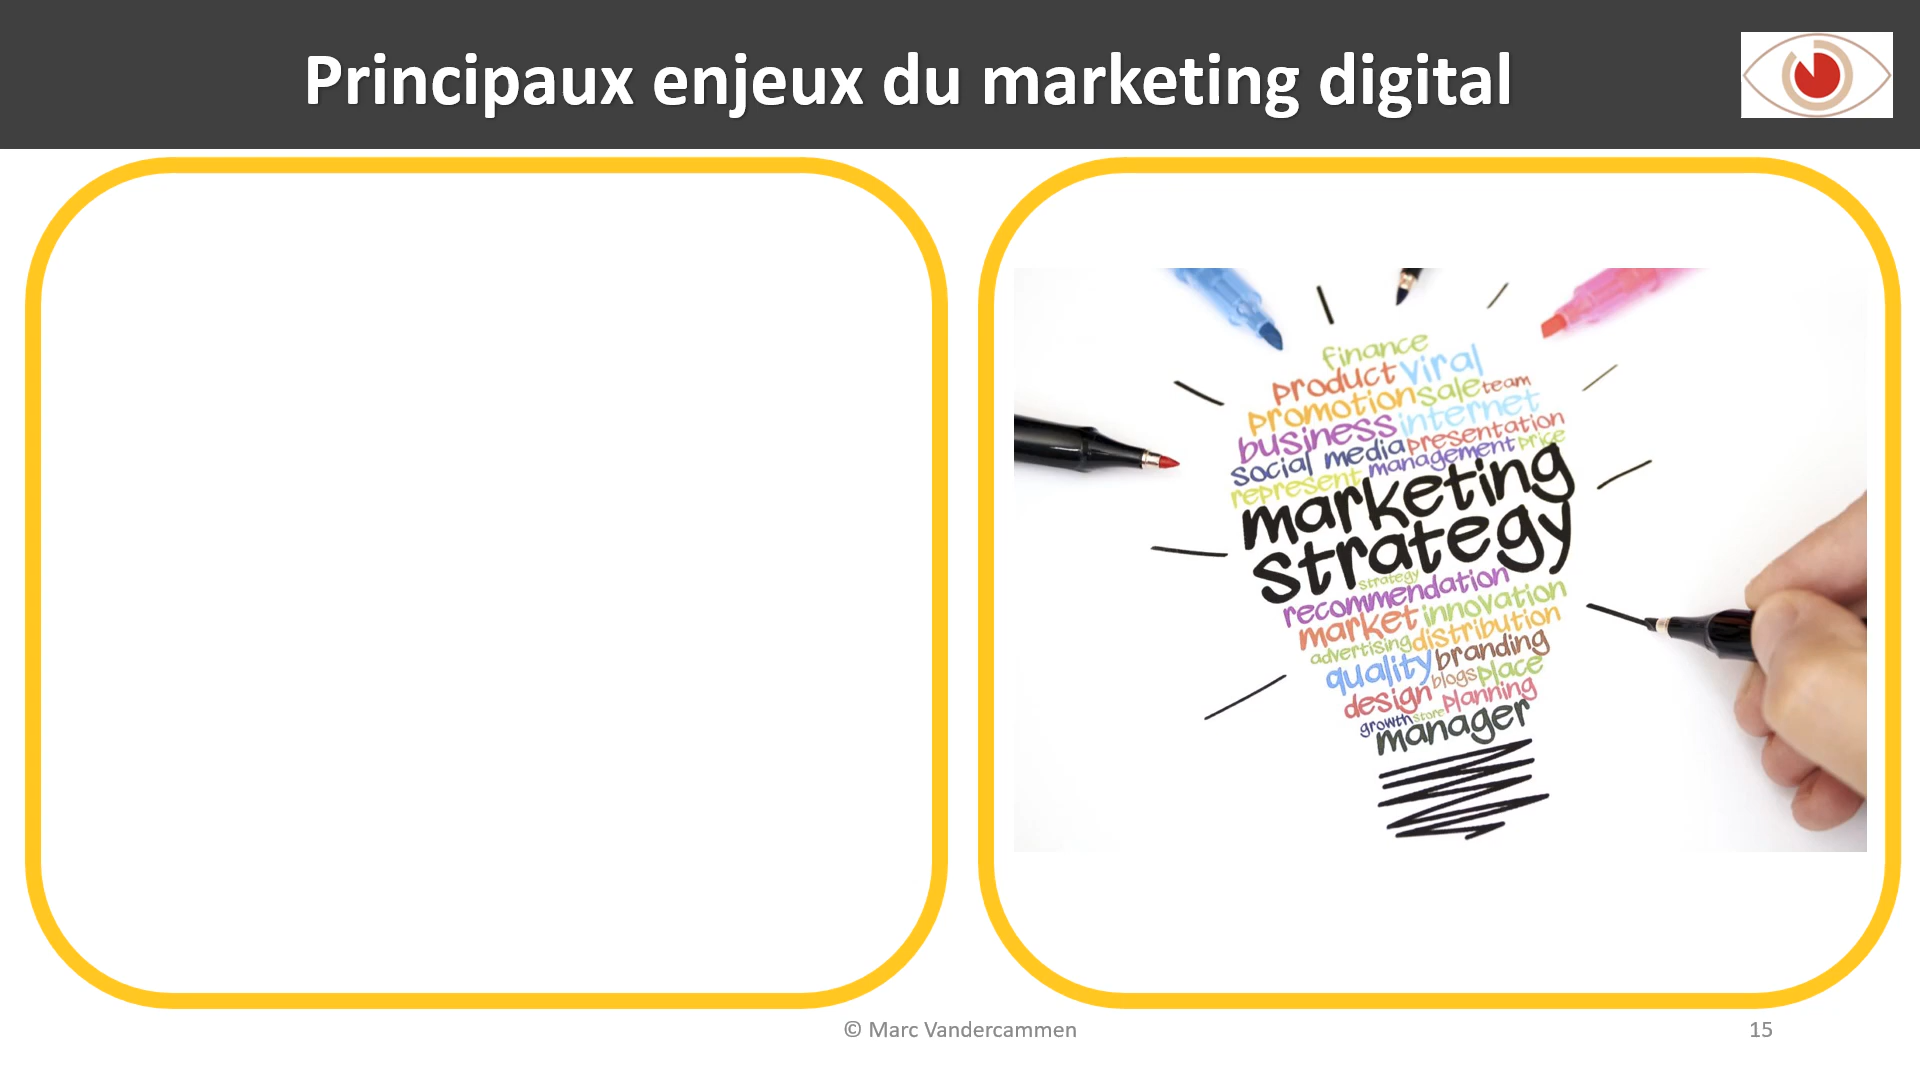 Principaux enjeux du marketing digital
finance
product viral
promotion sale team
business internet
social media presentation
represent management price
marketing
strategy
strategy
recommendation
market innovation
advertising distribution
quality branding
blogs place
design planning
growth store
manager
© Marc Vandercammen
15